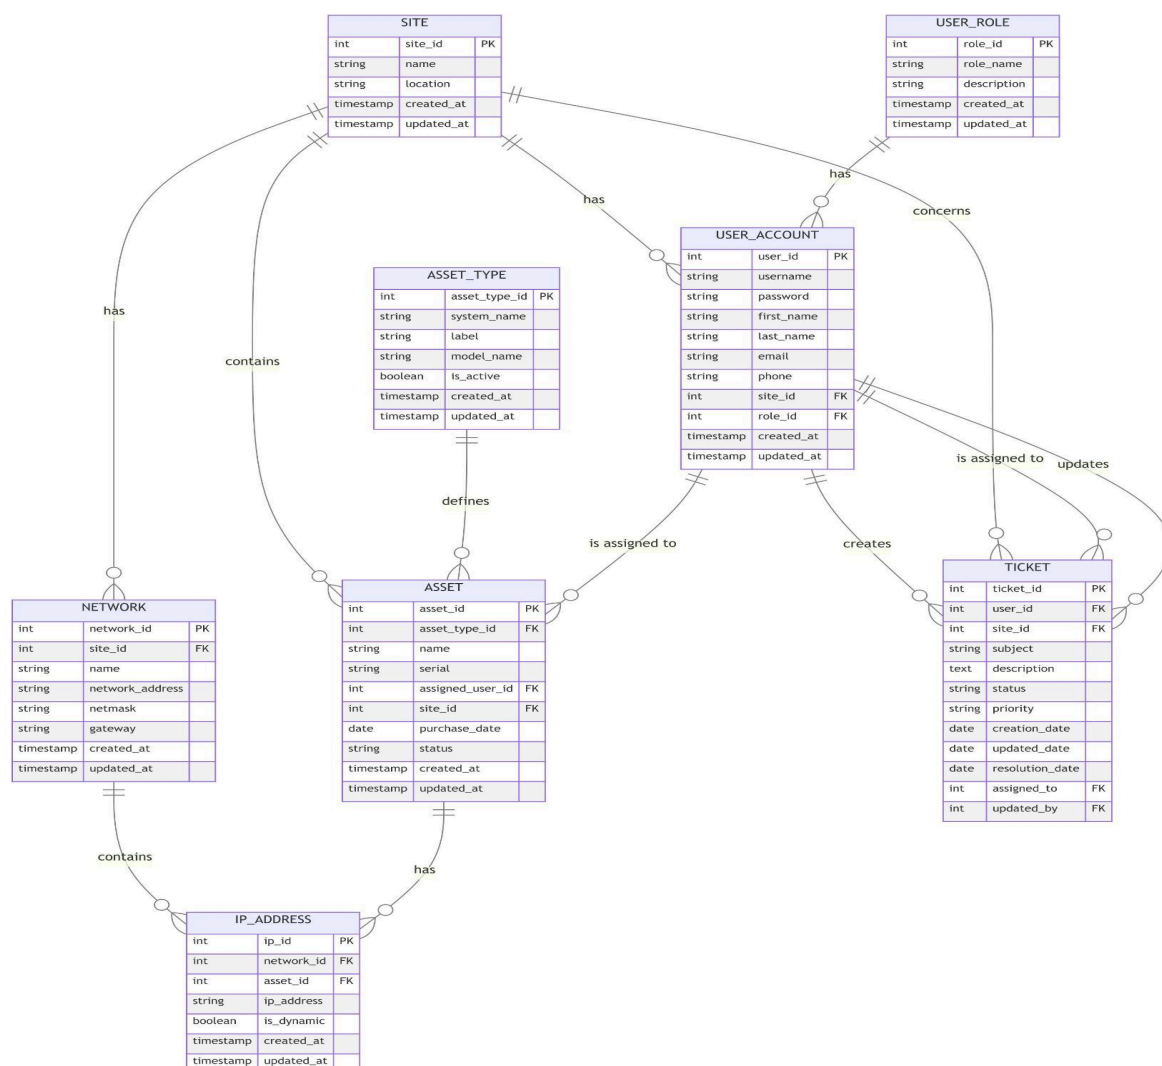 SITE
int site_id PK
string name
string location
timestamp created_at
timestamp updated_at
USER_ROLE
int role_id PK
string role_name
string description
timestamp created_at
timestamp updated_at
has
has
concerns
USER_ACCOUNT
int user_id PK
string username
string password
string first_name
string last_name
string email
string phone
int site_id FK
int role_id FK
timestamp created_at
timestamp updated_at
ASSET_TYPE
int asset_type_id PK
string system_name
string label
string model_name
boolean is_active
timestamp created_at
timestamp updated_at
has
contains
is assigned to
updates
defines
is assigned to
creates
TICKET
int ticket_id PK
int user_id FK
int site_id FK
string subject
text description
string status
string priority
date creation_date
date updated_date
date resolution_date
int assigned_to FK
int updated_by FK
ASSET
int asset_id PK
int asset_type_id FK
string name
string serial
int assigned_user_id FK
int site_id FK
date purchase_date
string status
timestamp created_at
timestamp updated_at
NETWORK
int network_id PK
int site_id FK
string name
string network_address
string netmask
string gateway
timestamp created_at
timestamp updated_at
contains
has
IP_ADDRESS
int ip_id PK
int network_id FK
int asset_id FK
string ip_address
boolean is_dynamic
timestamp created_at
timestamp updated_at